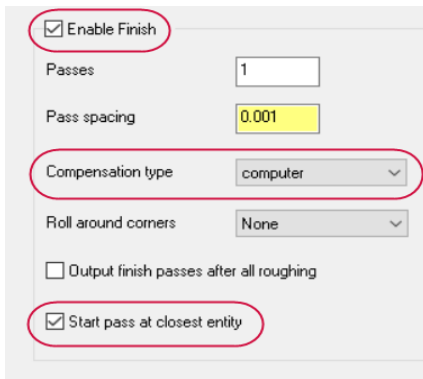 Enable Finish
Passes 1
Pass spacing 0.001
Compensation type computer
Roll around corners None
Output finish passes after all roughing
Start pass at closest entity